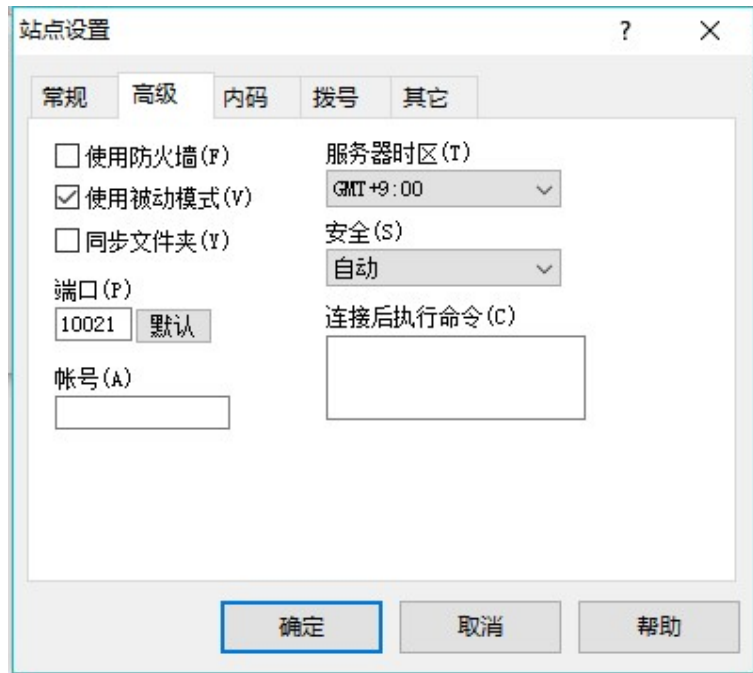 站点设置
常规 高级 内码 拨号 其它
使用防火墙(F)
使用被动模式(V)
同步文件夹(Y)
端口(P)
10021 默认
帐号(A)
服务器时区(T)
GMT+9:00
安全(S)
自动
连接后执行命令(C)
确定 取消 帮助